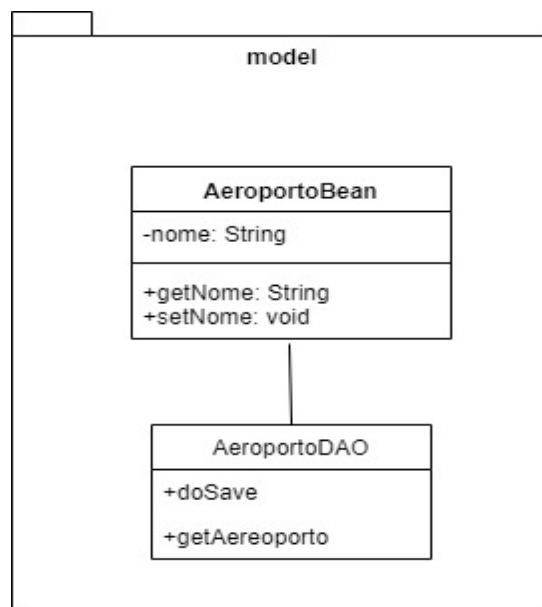 model
AeroportoBean
-nome: String
+getNome: String
+setNome: void
AeroportoDAO
+doSave
+getAereoporto